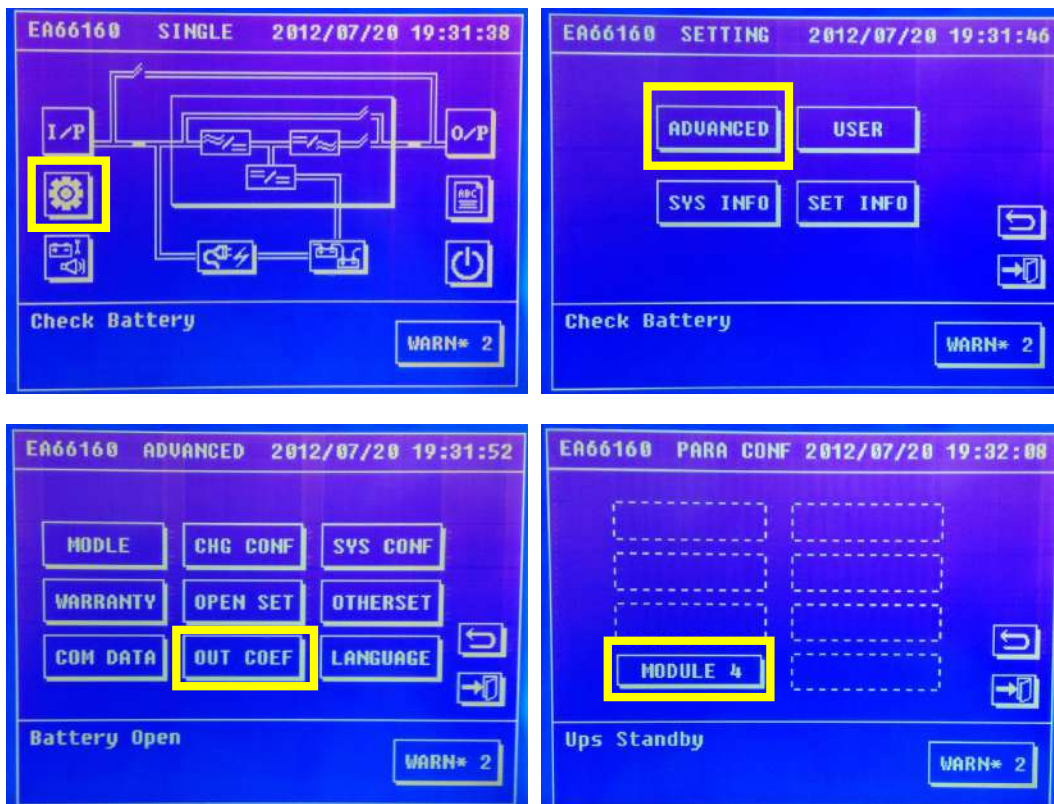 EA66160 SINGLE 2012/07/20 19:31:38
I/P
O/P
ABC
Check Battery
WARN* 2
EA66160 SETTING 2012/07/20 19:31:46
ADVANCED USER
SYS INFO SET INFO
Check Battery
WARN* 2
EA66160 ADVANCED 2012/07/20 19:31:52
MODLE CHG CONF SYS CONF
WARRANTY OPEN SET OTHERSET
COM DATA OUT COEF LANGUAGE
Battery Open
WARN* 2
EA66160 PARA CONF 2012/07/20 19:32:08
MODULE 4
Ups Standby
WARN* 2